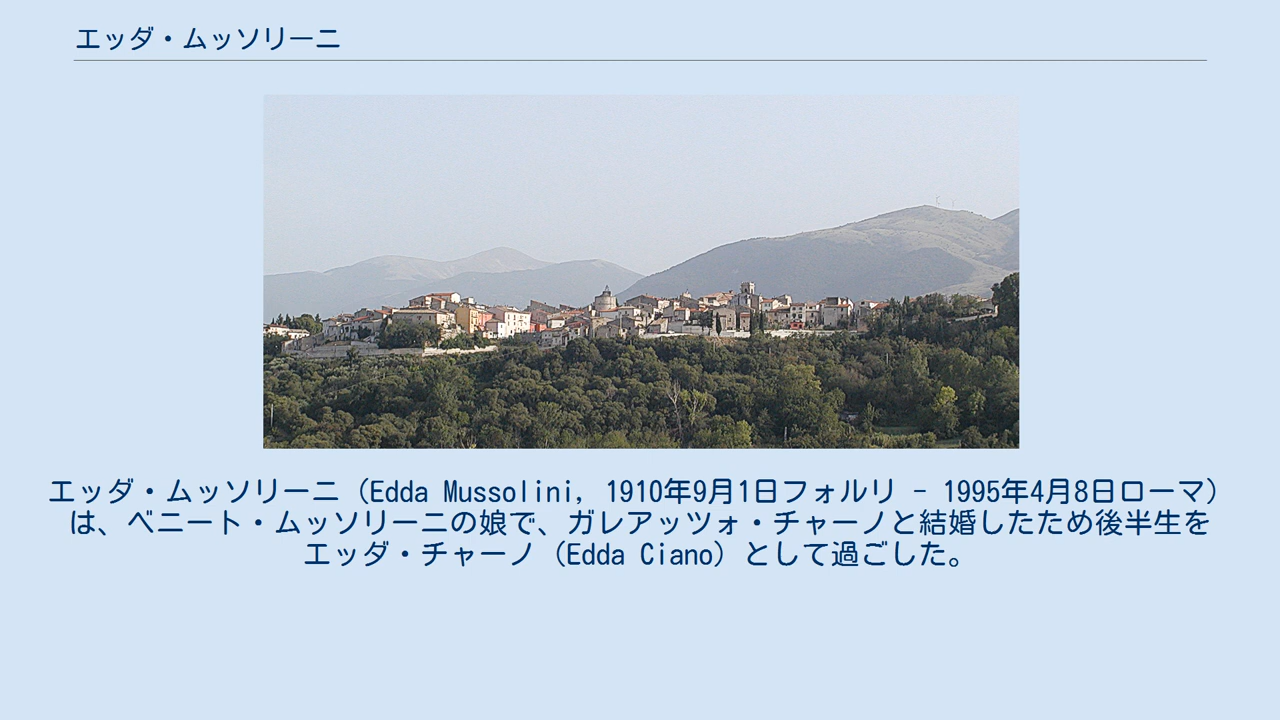 エッダ・ムッソリーニ
エッダ・ムッソリーニ（Edda Mussolini, 1910年9月1日フォルリ - 1995年4月8日ローマ）
は、ベニート・ムッソリーニの娘で、ガレアッツォ・チャーノと結婚したため後半生を
エッダ・チャーノ（Edda Ciano）として過ごした。